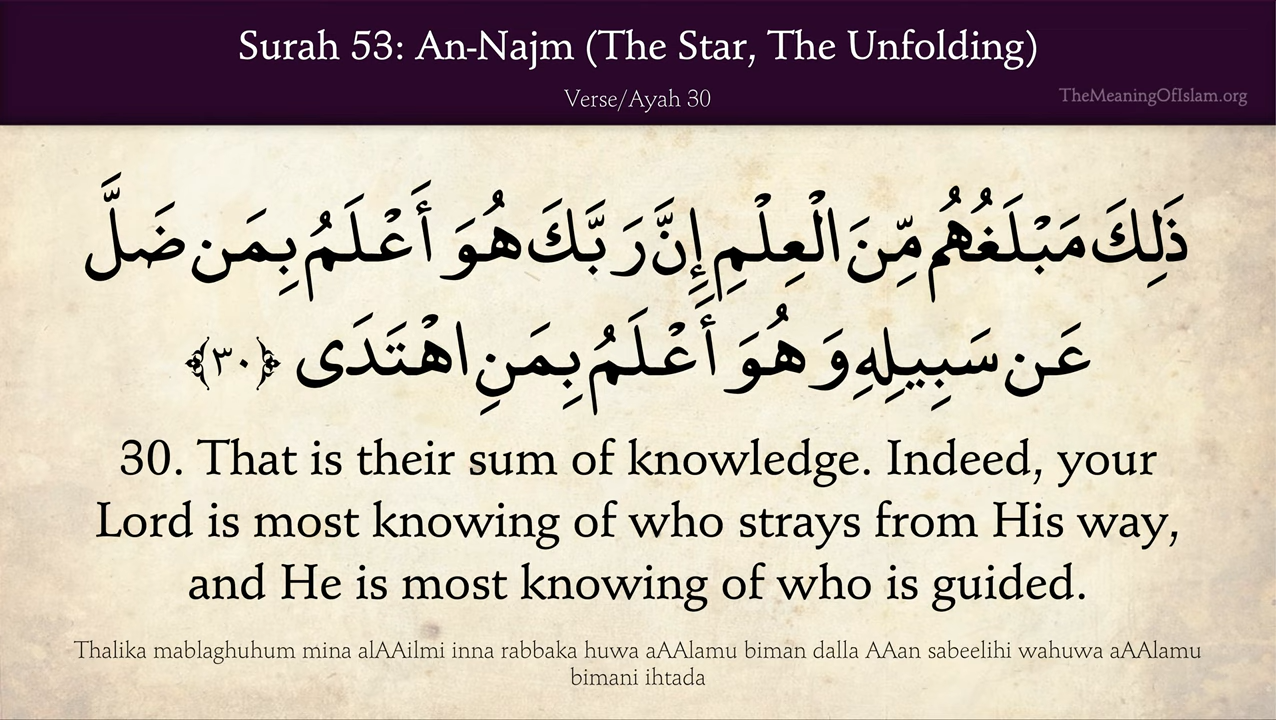 Surah 53: An-Najm (The Star, The Unfolding)
Verse/Ayah 30
TheMeaningOfIslam.org
ذَلِكَ مَبْلَغُهُم مِّنَ الْعِلْمِ إِنَّ رَبَّكَ هُوَ أَعْلَمُ بِمَن ضَلَّ
عَن سَبِيلِهِ وَهُوَ أَعْلَمُ بِمَنِ اهْتَدَى ﴿٣٠﴾
30. That is their sum of knowledge. Indeed, your
Lord is most knowing of who strays from His way,
and He is most knowing of who is guided.
Thalika mablaghuhum mina alAAilmi inna rabbaka huwa aAAlamu biman dalla AAan sabeelihi wahuwa aAAlamu
bimani ihtada